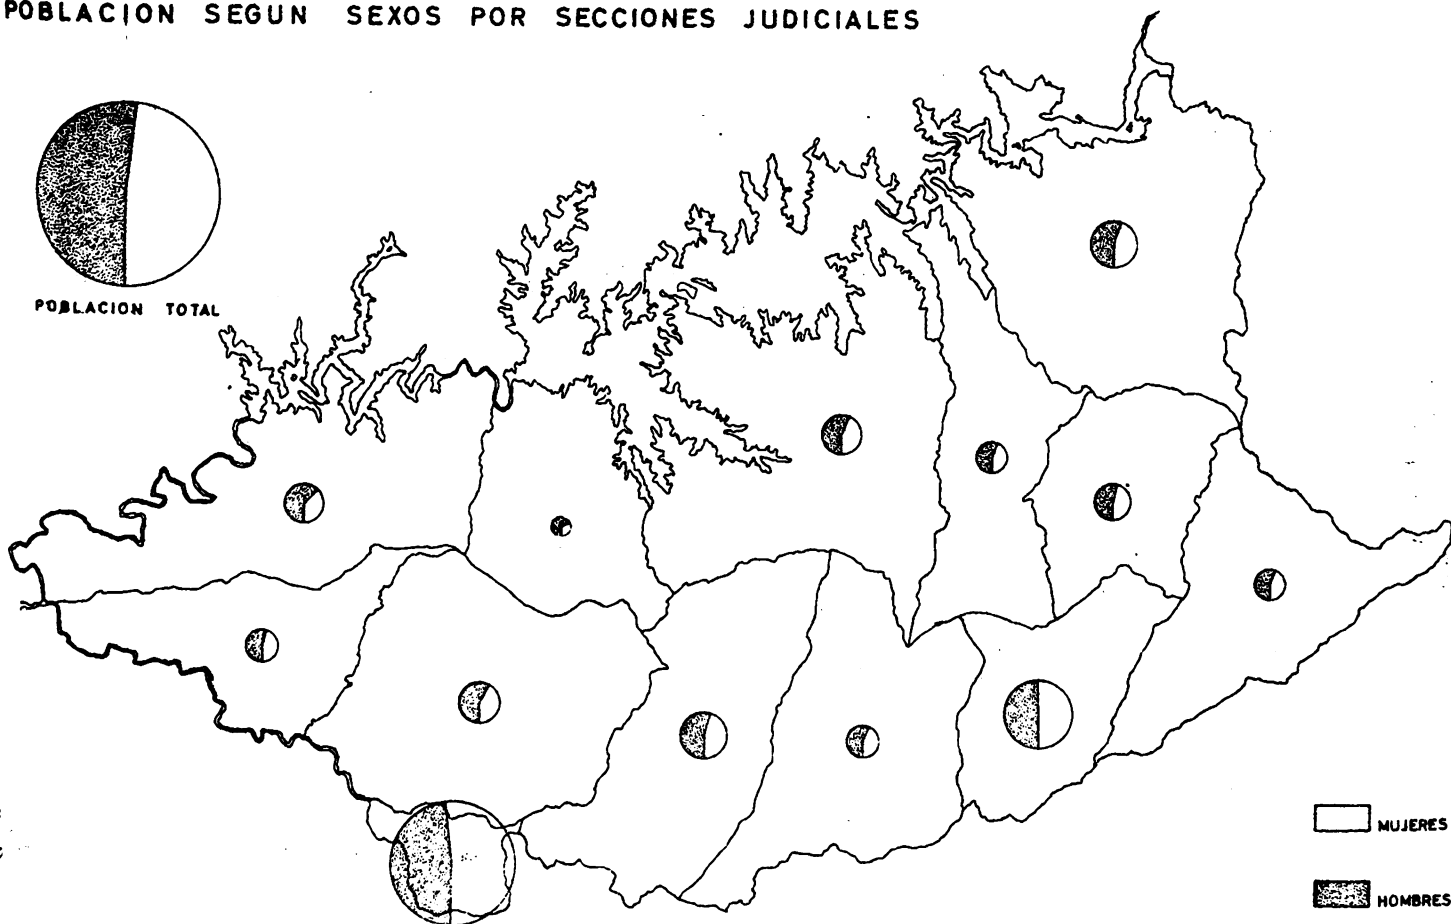 POBLACION SEGUN SEXOS POR SECCIONES JUDICIALES
POBLACION TOTAL
MUJERES
HOMBRES